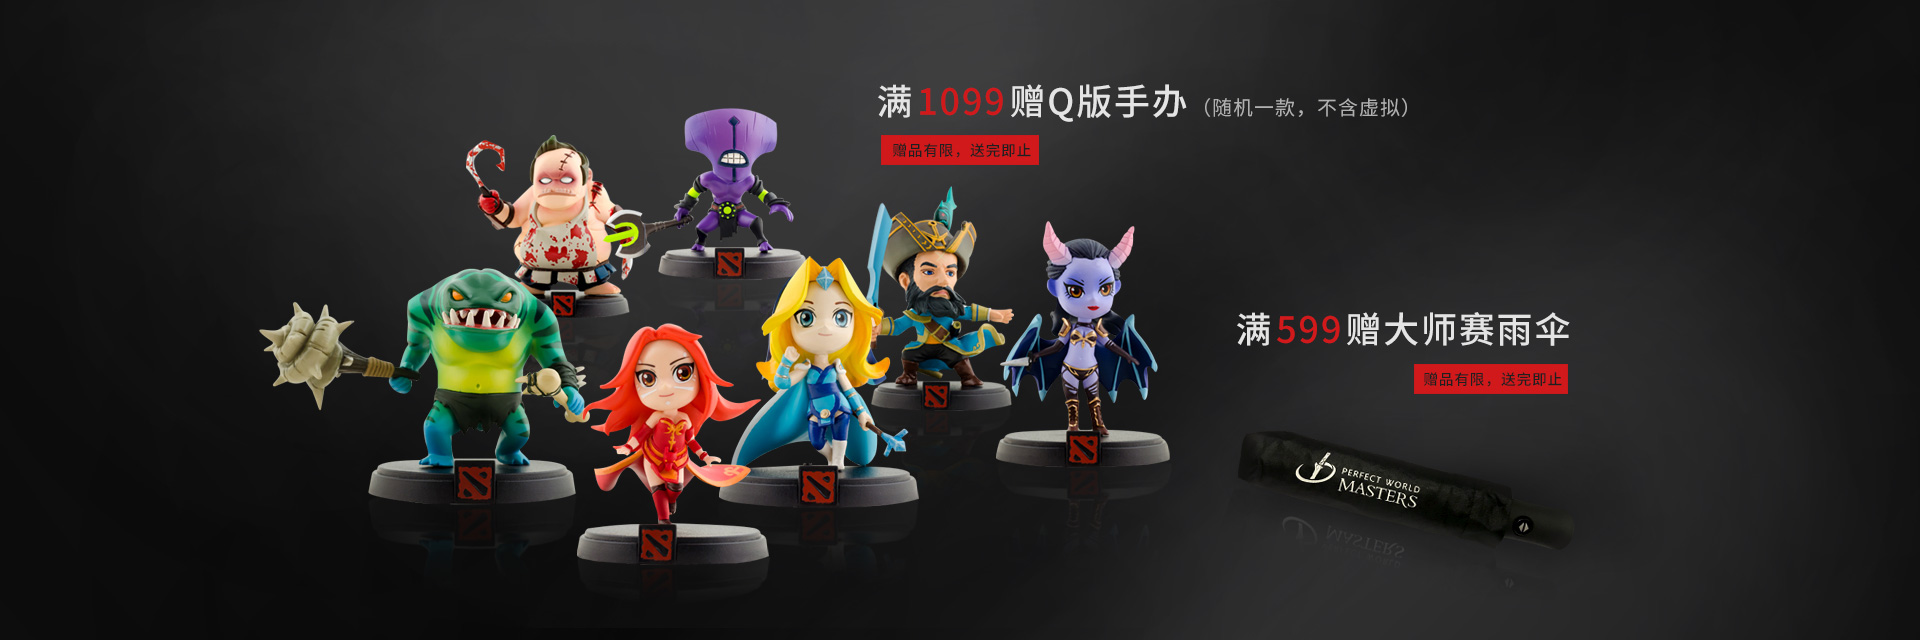 满1099赠Q版手办（随机一款，不含虚拟）
赠品有限，送完即止
满599赠大师赛雨伞
赠品有限，送完即止
PERFECT WORLD
MASTERS